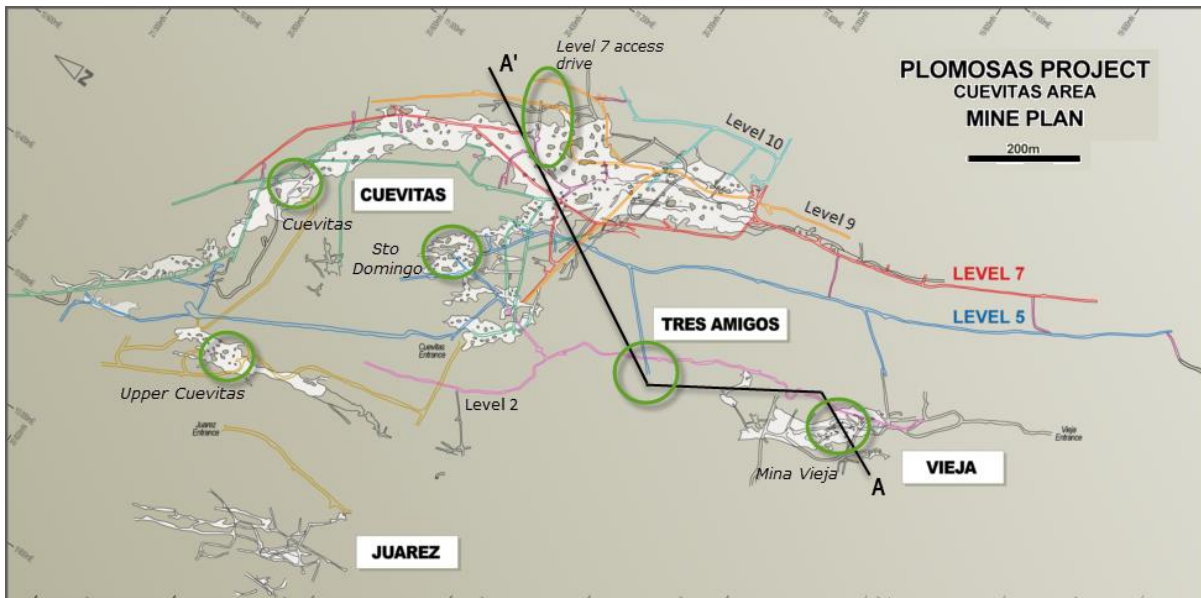 PLOMOSAS PROJECT
CUEVITAS AREA
MINE PLAN
200m
N
A'
Level 7 access
drive
Level 10
Level 9
CUEVITAS
Cuevitas
Sto
Domingo
LEVEL 7
LEVEL 5
TRES AMIGOS
Cuevitas
Entrance
Upper Cuevitas
Level 2
Juarez
Entrance
Vieja
Entrance
Mina Vieja
VIEJA
A
JUAREZ